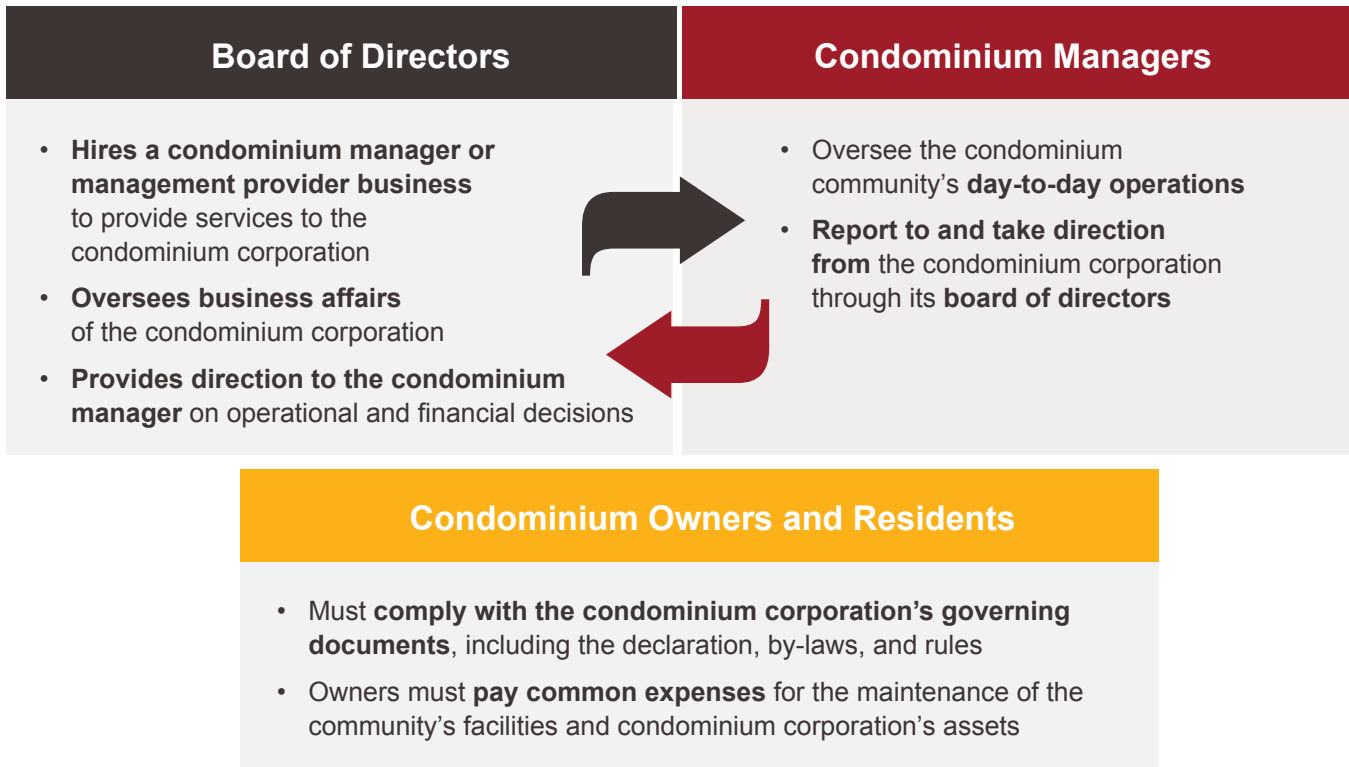 Board of Directors
• Hires a condominium manager or
management provider business
to provide services to the
condominium corporation
• Oversees business affairs
of the condominium corporation
• Provides direction to the condominium
manager on operational and financial decisions
Condominium Managers
• Oversee the condominium
community’s day-to-day operations
• Report to and take direction
from the condominium corporation
through its board of directors
Condominium Owners and Residents
• Must comply with the condominium corporation’s governing
documents, including the declaration, by-laws, and rules
• Owners must pay common expenses for the maintenance of the
community’s facilities and condominium corporation’s assets